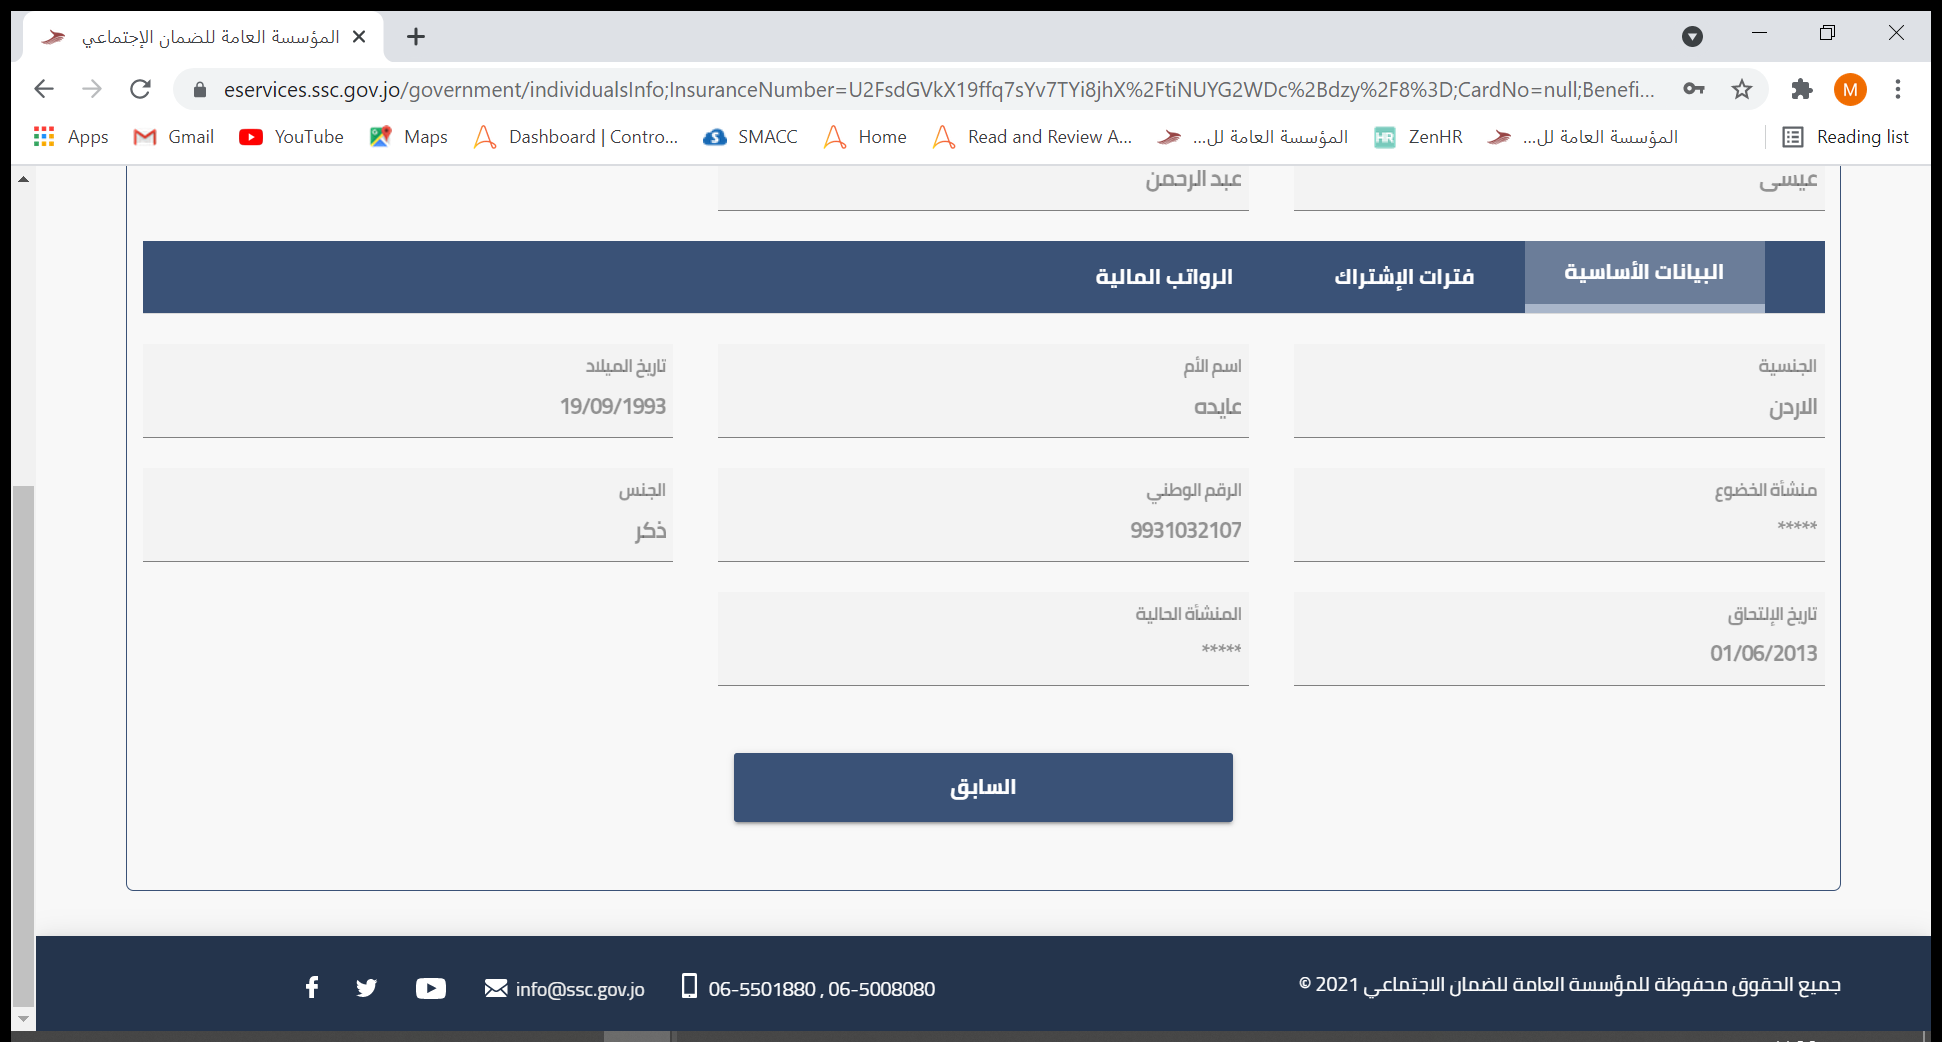 المؤسسة العامة للضمان الإجتماعي
eservices.ssc.gov.jo/government/individualsInfo;InsuranceNumber=U2FsdGVkX19ffq7sYv7TYi8jhX%2FtiNUYG2WDc%2Bdzy%2F8%3D;CardNo=null;Benefi...
M
Apps Gmail YouTube Maps Dashboard | Contro... SMACC Home Read and Review A... المؤسسة العامة لل... ZenHR المؤسسة العامة لل... Reading list
عيسى
عبد الرحمن
البيانات الأساسية
فترات الإشتراك
الرواتب المالية
الجنسية
الاردن
اسم الأم
عايده
تاريخ الميلاد
19/09/1993
منشأة الخضوع
*****
الرقم الوطني
9931032107
الجنس
ذكر
تاريخ الإلتحاق
01/06/2013
المنشأة الحالية
*****
السابق
جميع الحقوق محفوظة للمؤسسة العامة للضمان الاجتماعي 2021 ©
06-5501880 , 06-5008080
info@ssc.gov.jo